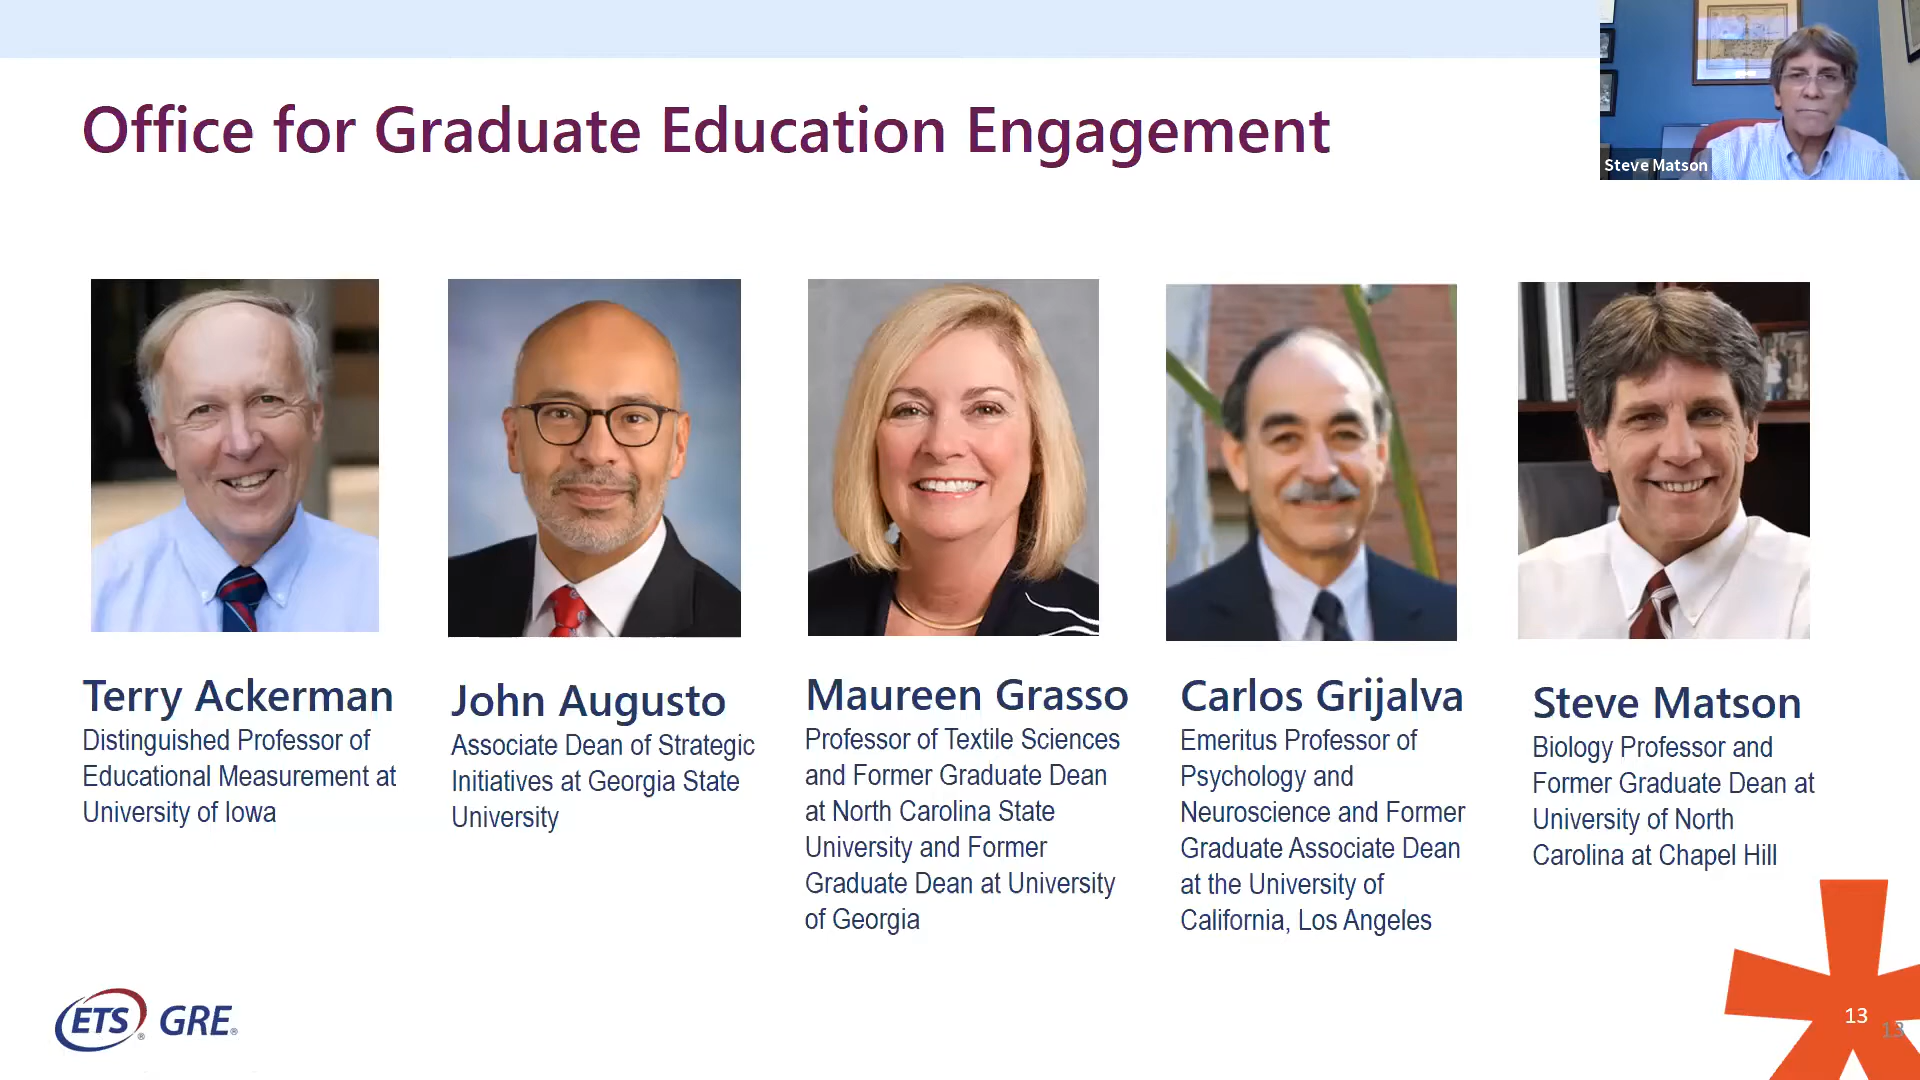 Office for Graduate Education Engagement
Steve Matson
Terry Ackerman
Distinguished Professor of
Educational Measurement at
University of Iowa
John Augusto
Associate Dean of Strategic
Initiatives at Georgia State
University
Maureen Grasso
Professor of Textile Sciences
and Former Graduate Dean
at North Carolina State
University and Former
Graduate Dean at University
of Georgia
Carlos Grijalva
Emeritus Professor of
Psychology and
Neuroscience and Former
Graduate Associate Dean
at the University of
California, Los Angeles
Steve Matson
Biology Professor and
Former Graduate Dean at
University of North
Carolina at Chapel Hill
ETS® GRE®
13
13